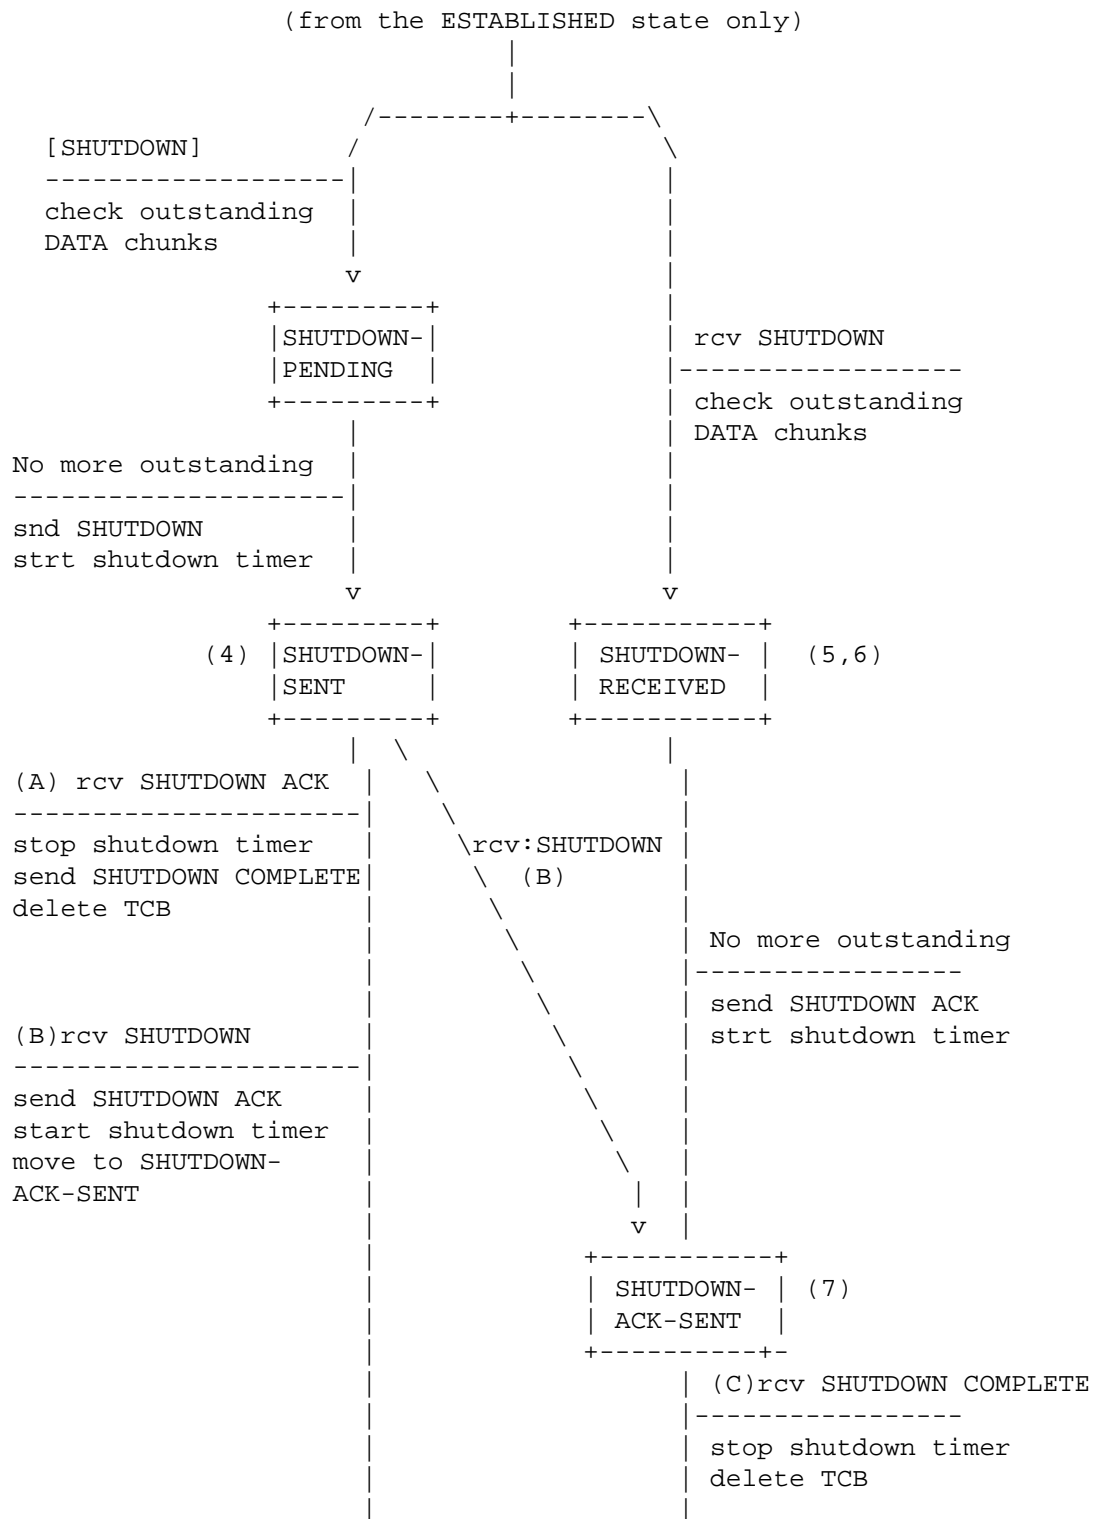 (from the ESTABLISHED state only)
                                |
                                |
                       /--------+--------\
  [SHUTDOWN]          /                   \
  -------------------|                    |
  check outstanding  |                    |
  DATA chunks        |                    |
                     v                    |
                +---------+               |
                |SHUTDOWN-|               | rcv SHUTDOWN
                |PENDING  |               |------------------
                +---------+               | check outstanding
                     |                    | DATA chunks
No more outstanding  |                    |
---------------------|                    |
snd SHUTDOWN         |                    |
strt shutdown timer  |                    |
                     v                    v
                +---------+        +-----------+
            (4) |SHUTDOWN-|        | SHUTDOWN- |  (5,6)
                |SENT     |        | RECEIVED  |
                +---------+        +-----------+
                     |  \                |
(A) rcv SHUTDOWN ACK  | \                 |
----------------------|  \                |
stop shutdown timer   |   \rcv:SHUTDOWN   |
send SHUTDOWN COMPLETE|    \  (B)         |
delete TCB            |     \             |
                      |      \            | No more outstanding
                      |       \           |-----------------
                      |        \          | send SHUTDOWN ACK
(B)rcv SHUTDOWN       |         \         | strt shutdown timer
----------------------|          \        |
send SHUTDOWN ACK     |           \       |
start shutdown timer  |            \      |
move to SHUTDOWN-     |             \     |
ACK-SENT              |              |    |
                      |              v    |
                      |            +-----------+
                      |            | SHUTDOWN- | (7)
                      |            | ACK-SENT  |
                      |            +----------+-
                      |                   | (C)rcv SHUTDOWN COMPLETE
                      |                   |-----------------
                      |                   | stop shutdown timer
                      |                   | delete TCB
                      |                   |